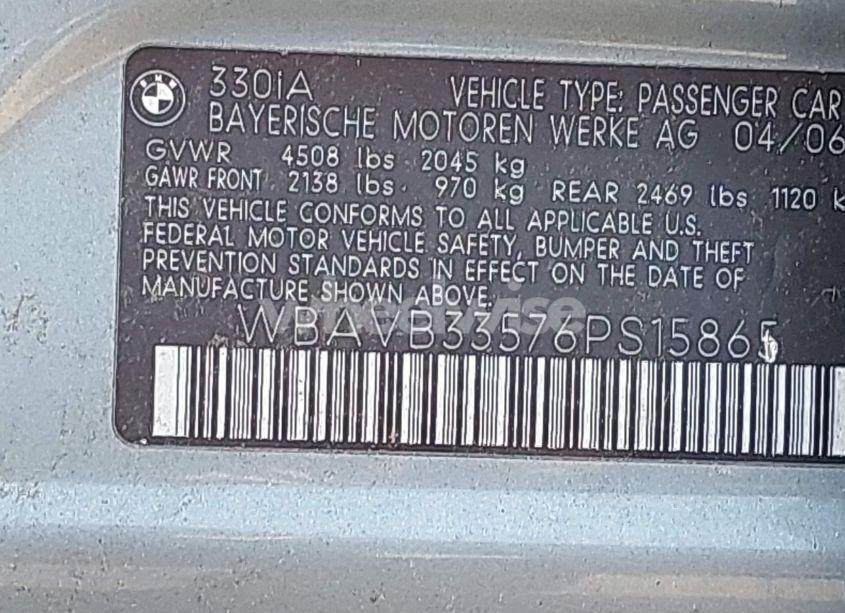 BMW
330iA VEHICLE TYPE: PASSENGER CAR
BAYERISCHE MOTOREN WERKE AG 04/06
GVWR 4508 lbs 2045 kg
GAWR FRONT 2138 lbs 970 kg REAR 2469 lbs 1120 k
THIS VEHICLE CONFORMS TO ALL APPLICABLE U.S.
FEDERAL MOTOR VEHICLE SAFETY, BUMPER AND THEFT
PREVENTION STANDARDS IN EFFECT ON THE DATE OF
MANUFACTURE SHOWN ABOVE.
WBAVB33576PS15865